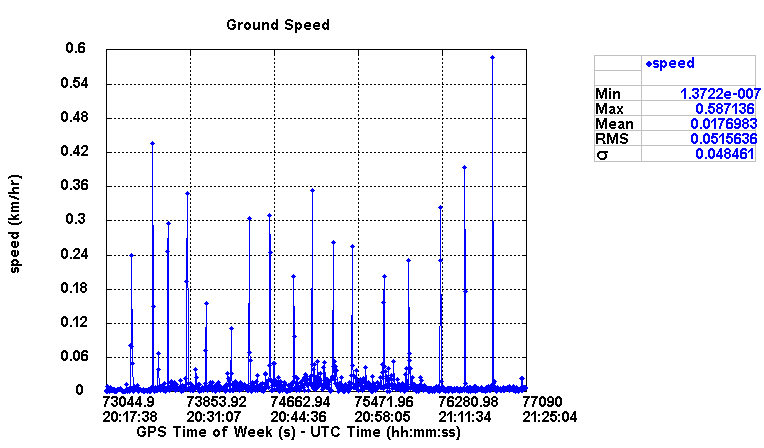 Ground Speed
0.6
0.54
0.48
0.42
0.36
0.3
0.24
0.18
0.12
0.06
0
speed (km/hr)
73044.9 73853.92 74662.94 75471.96 76280.98 77090
20:17:38 20:31:07 20:44:36 20:58:05 21:11:34 21:25:04
GPS Time of Week (s) - UTC Time (hh:mm:ss)
speed
Min 1.3722e-007
Max 0.587136
Mean 0.0176983
RMS 0.0515636
σ 0.048461